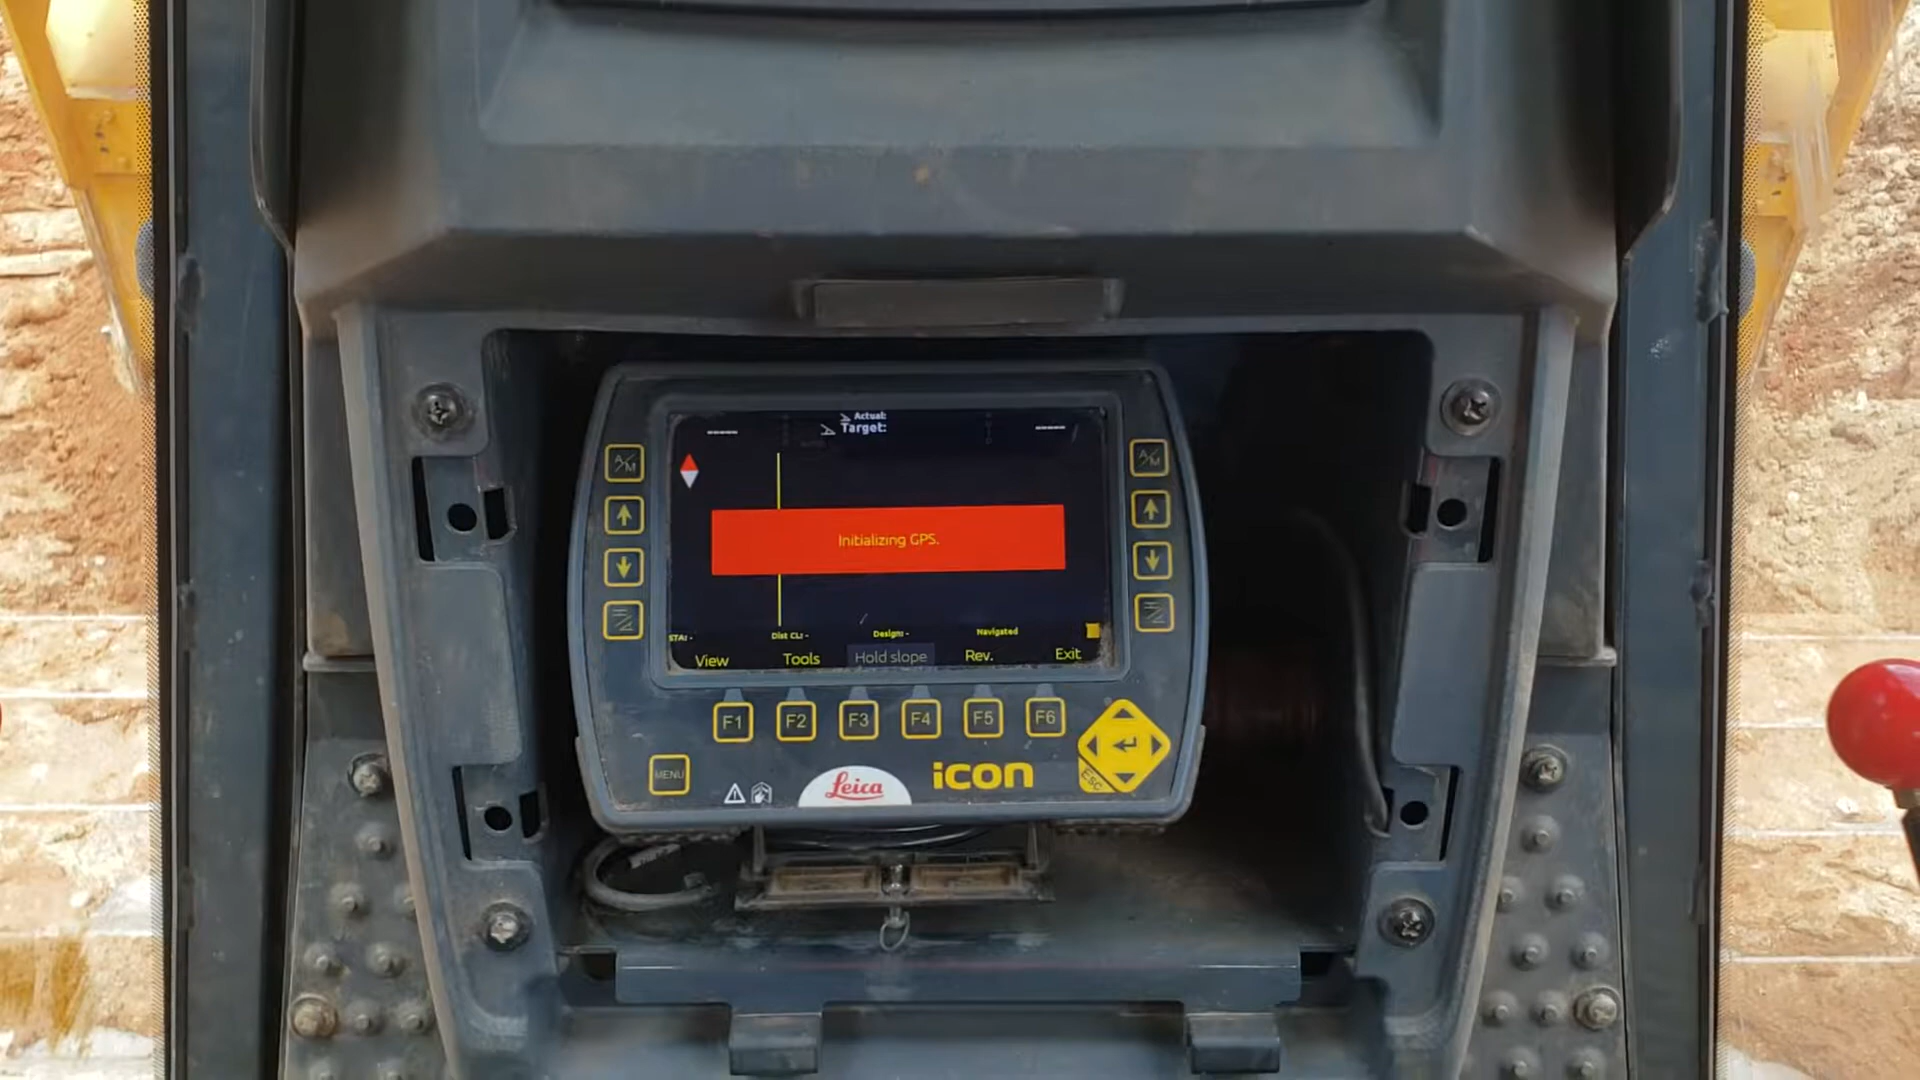 Actual:
Target:
Initializing GPS.
STA: -
Dist CL: -
Design: -
Navigated
View
Tools
Hold slope
Rev.
Exit
A/M
A/M
F1
F2
F3
F4
F5
F6
MENU
Leica
icon
ESC